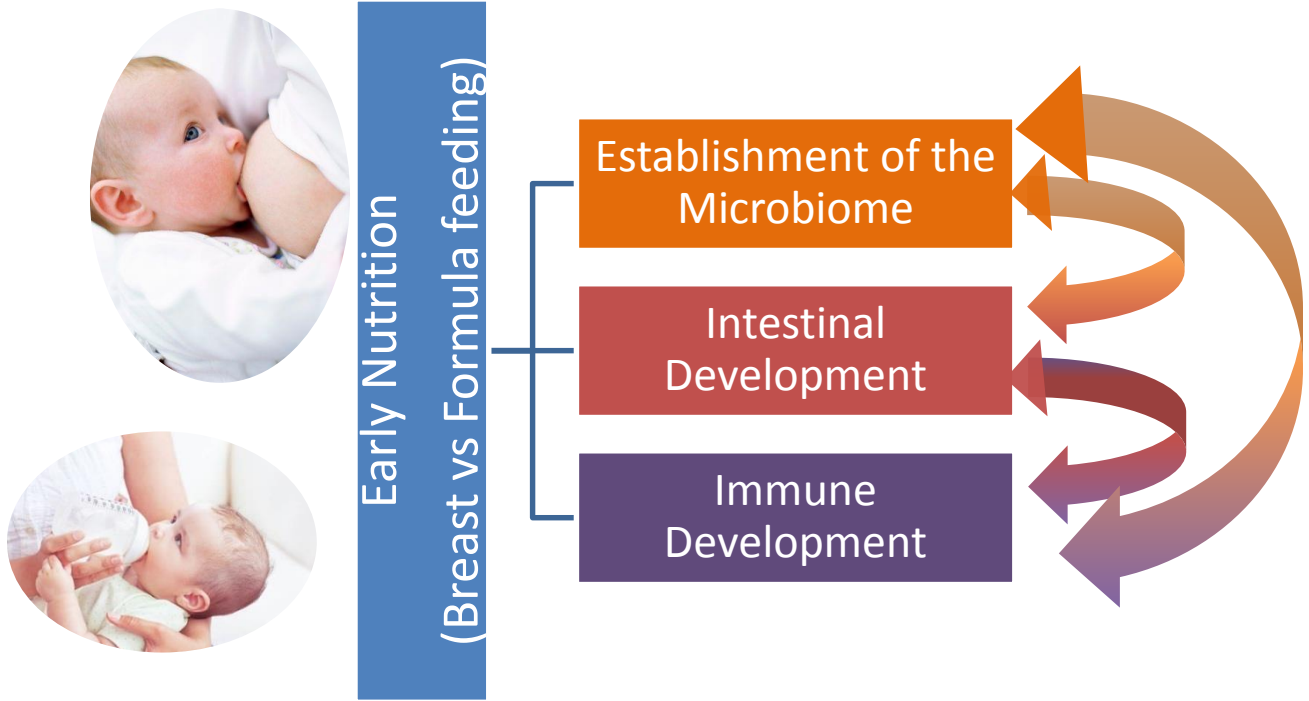 Early Nutrition
(Breast vs Formula feeding)
Establishment of the
Microbiome
Intestinal
Development
Immune
Development